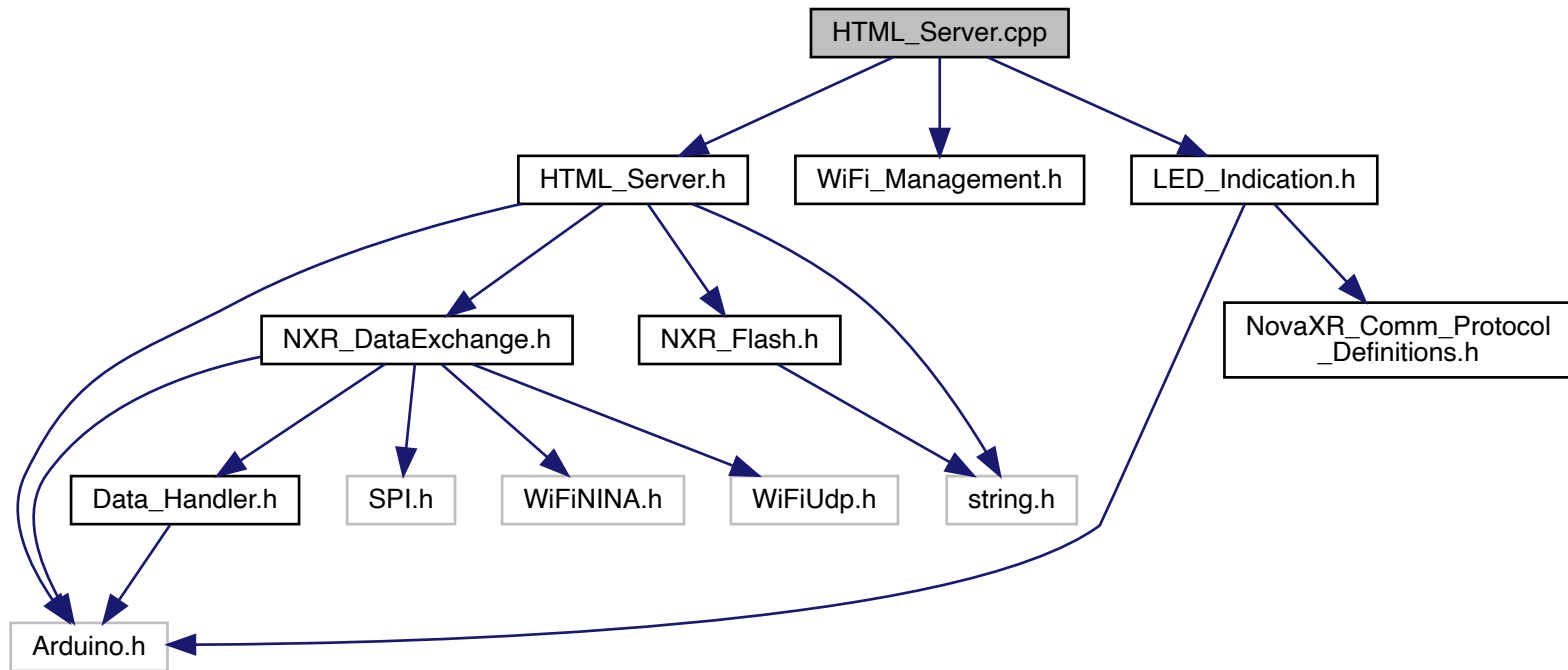 HTML_Server.cpp
HTML_Server.h
WiFi_Management.h
LED_Indication.h
NXR_DataExchange.h
NXR_Flash.h
NovaXR_Comm_Protocol
_Definitions.h
Data_Handler.h
SPI.h
WiFiNINA.h
WiFiUdp.h
string.h
Arduino.h